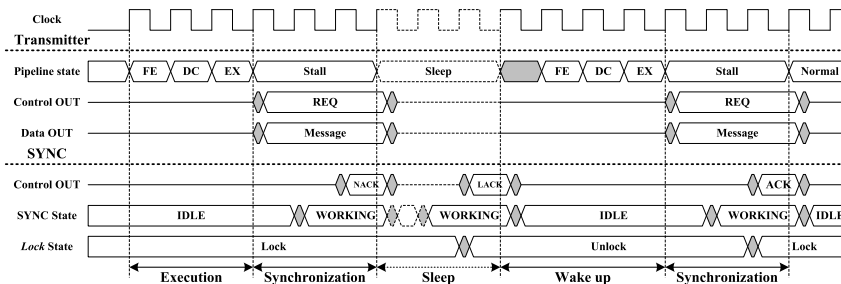 Clock
Transmitter
Pipeline state FE DC EX Stall Sleep FE DC EX Stall Normal
Control OUT REQ REQ
Data OUT Message Message
SYNC
Control OUT NACK LACK ACK
SYNC State IDLE WORKING WORKING IDLE WORKING IDLE
Lock State Lock Unlock Lock
Execution Synchronization Sleep Wake up Synchronization